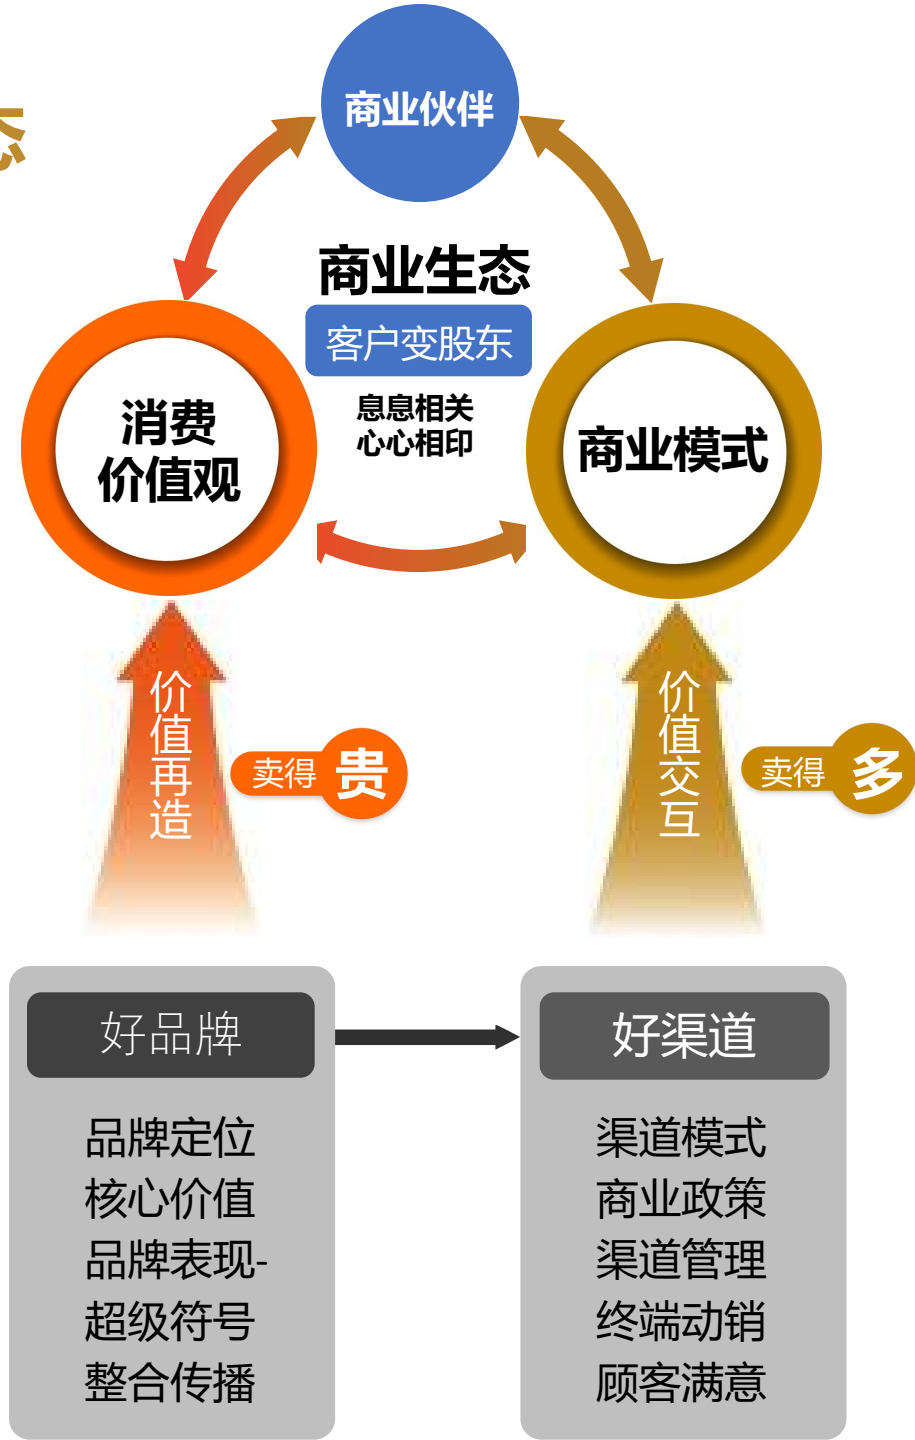 态
商业伙伴
商业生态
客户变股东
息息相关
心心相印
消费
价值观
商业模式
价值再造
卖得 贵
价值交互
卖得 多
好品牌
品牌定位
核心价值
品牌表现-
超级符号
整合传播
好渠道
渠道模式
商业政策
渠道管理
终端动销
顾客满意